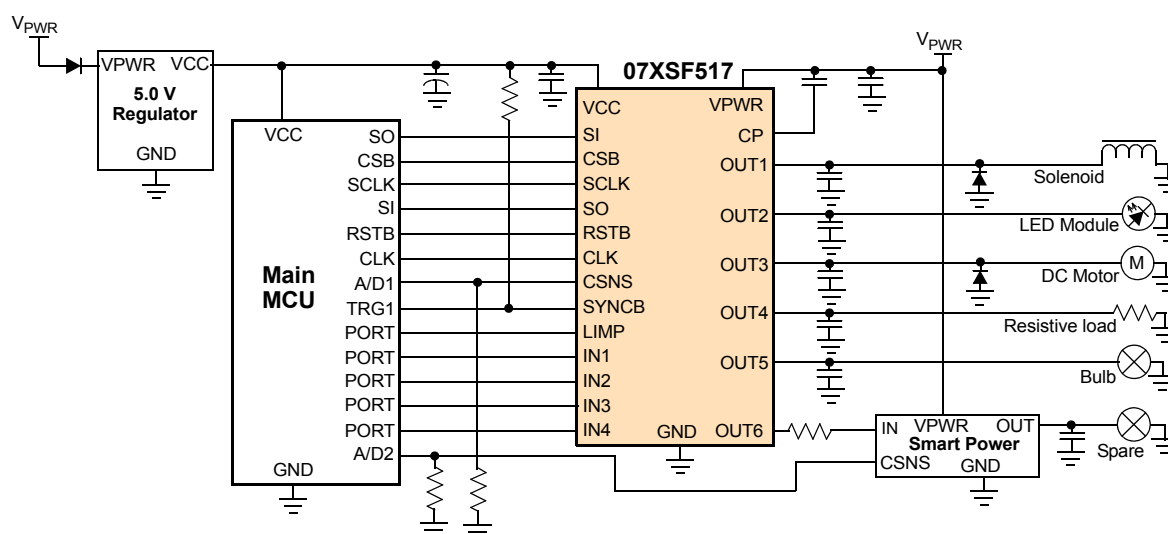 VPWR
VPWR VCC
5.0 V
Regulator
GND
VCC
Main
MCU
SO
CSB
SCLK
SI
RSTB
CLK
A/D1
TRG1
PORT
PORT
PORT
PORT
PORT
A/D2
GND
07XSF517
VCC
SI
CSB
SCLK
SO
RSTB
CLK
CSNS
SYNCB
LIMP
IN1
IN2
IN3
IN4
GND
VPWR
CP
OUT1
OUT2
OUT3
OUT4
OUT5
OUT6
VPWR
Solenoid
LED Module
M
DC Motor
Resistive load
Bulb
IN VPWR OUT
Smart Power
CSNS GND
Spare